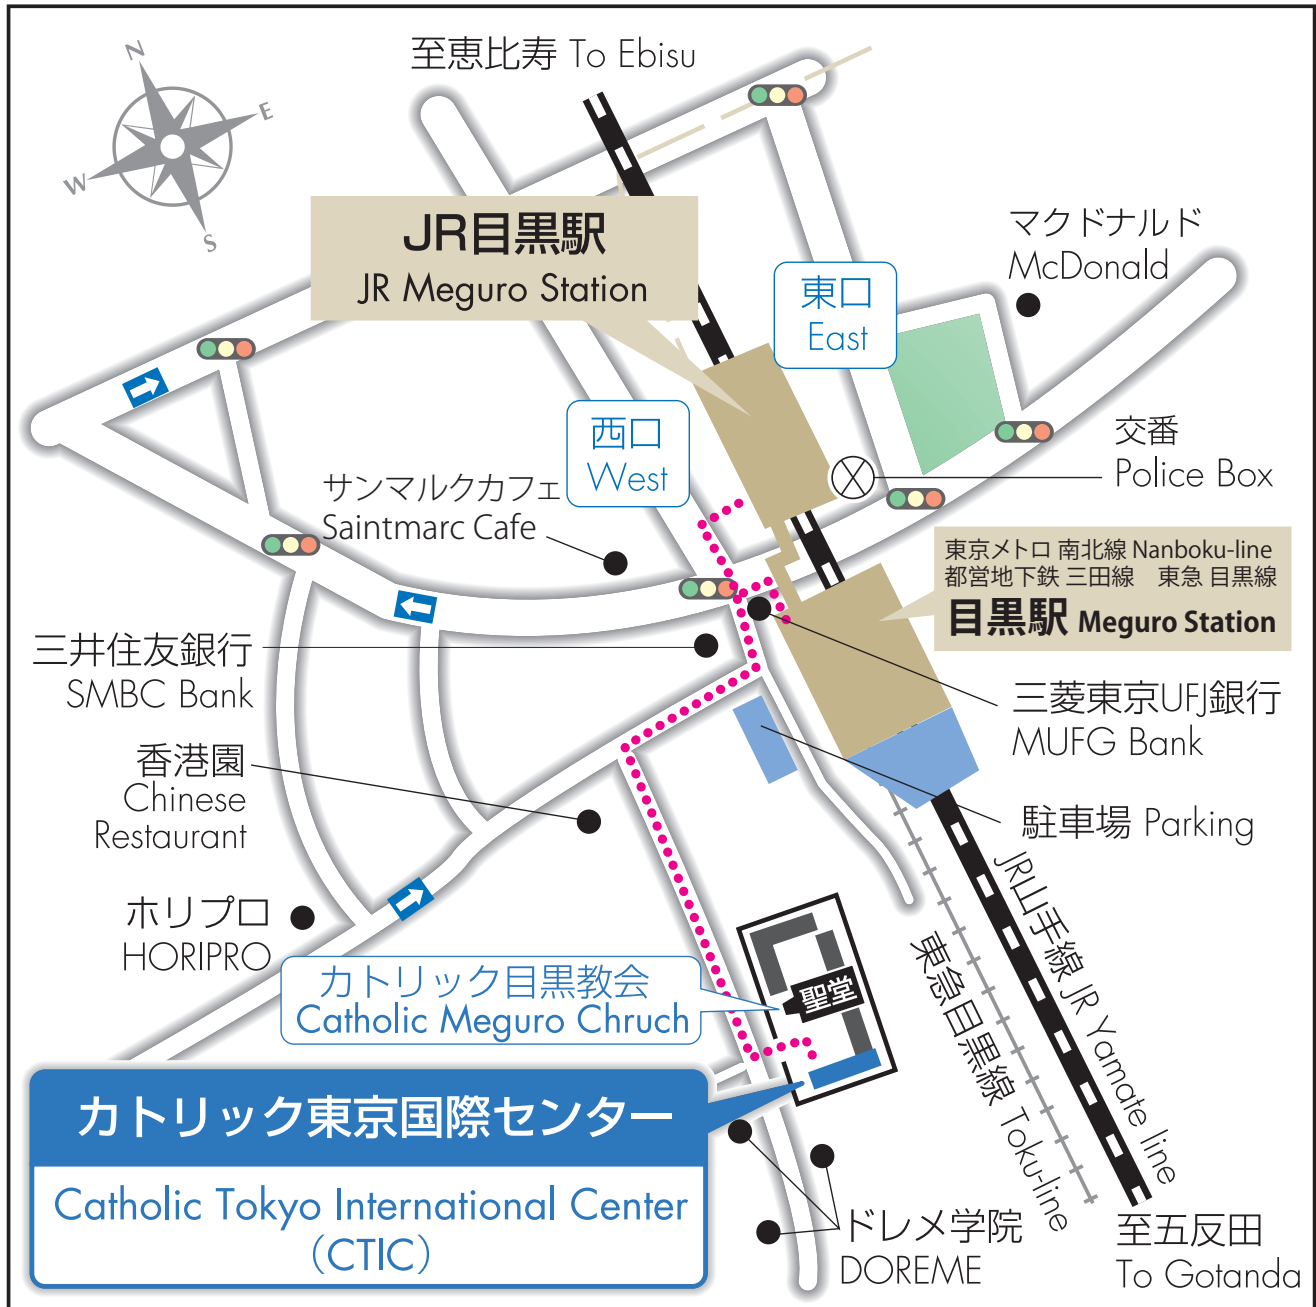 至恵比寿 To Ebisu
N
E
W
S
JR目黒駅
JR Meguro Station
マクドナルド
McDonald
東口
East
西口
West
交番
Police Box
サンマルクカフェ
Saintmarc Cafe
東京メトロ 南北線 Nanboku-line
都営地下鉄 三田線　東急 目黒線
目黒駅 Meguro Station
三井住友銀行
SMBC Bank
三菱東京UFJ銀行
MUFG Bank
香港園
Chinese
Restaurant
駐車場 Parking
ホリプロ
HORIPRO
JR山手線 JR Yamate line
東急目黒線 Toku-line
カトリック目黒教会
Catholic Meguro Chruch
聖堂
カトリック東京国際センター
Catholic Tokyo International Center
（CTIC）
ドレメ学院
DOREME
至五反田
To Gotanda